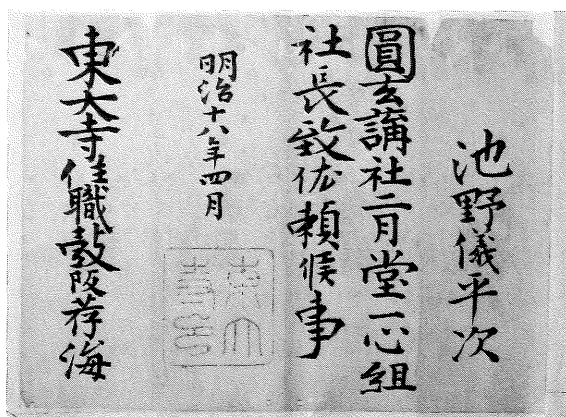 池野儀平次
圓玄講社二月堂一心組
社長致依頼候事
明治十八年四月
東大寺住職鼓阪荐海